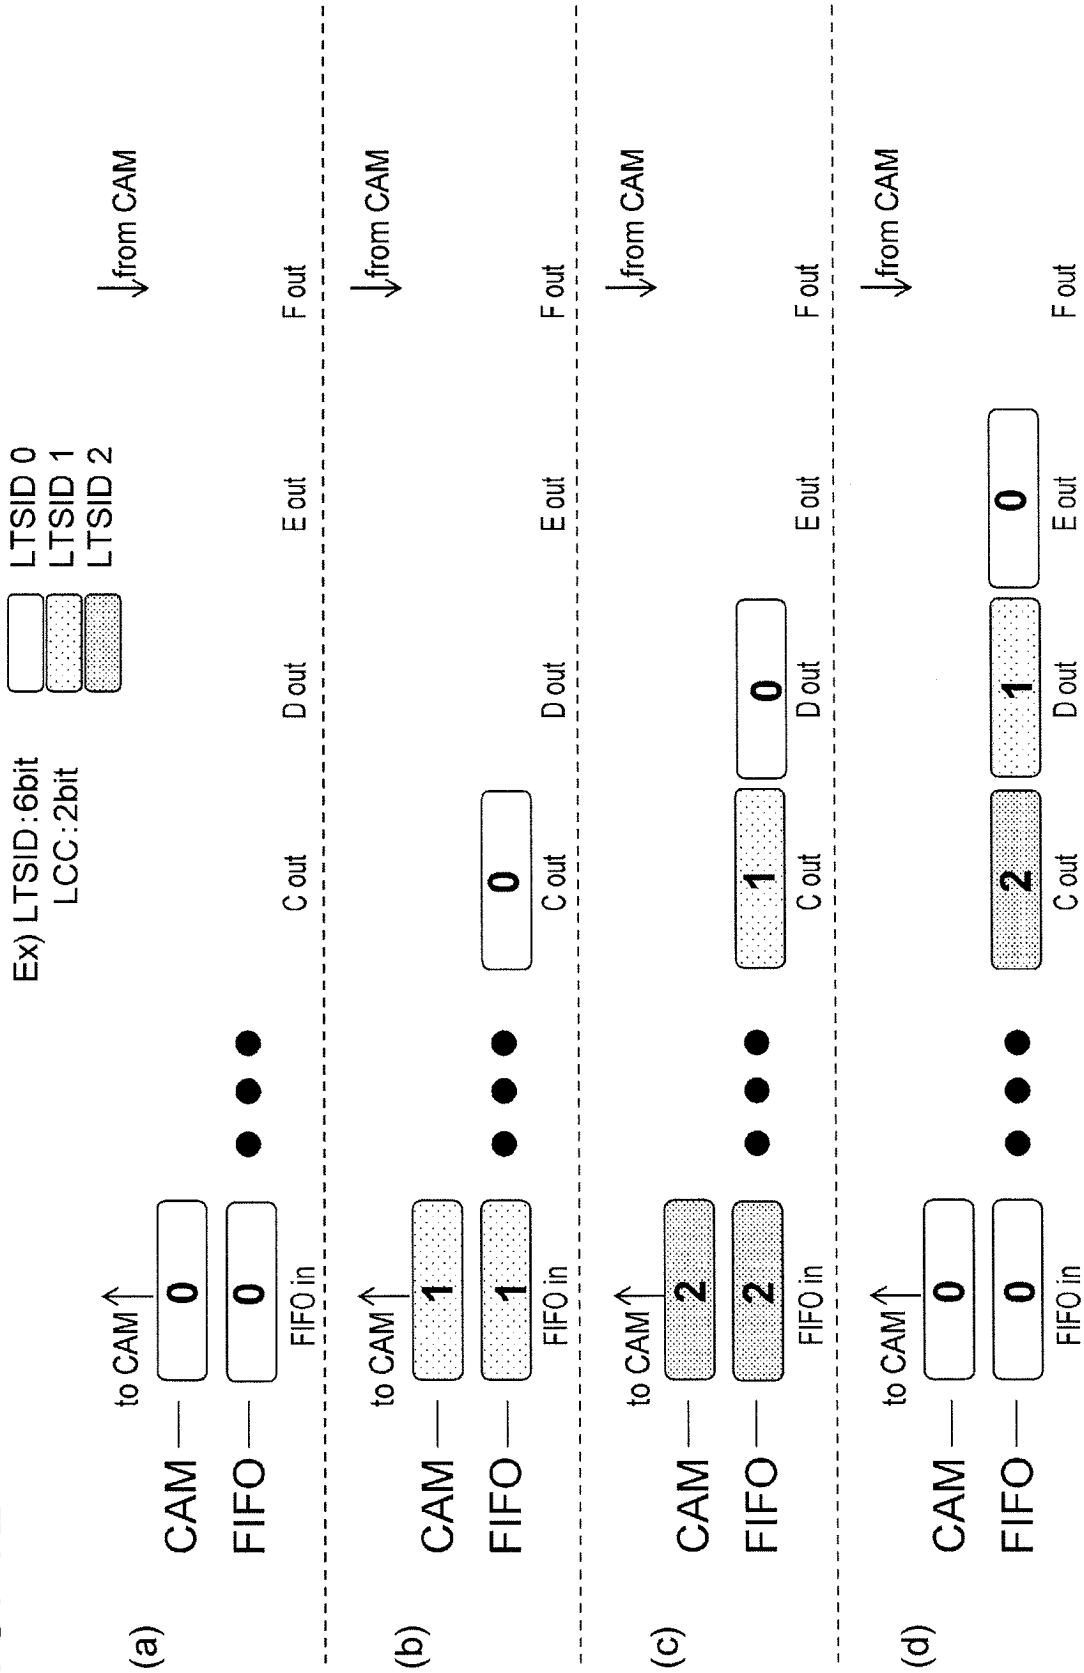 Ex) LTSID:6bit
LCC:2bit
LTSID 0
LTSID 1
LTSID 2
(a)
to CAM
from CAM
CAM
0
FIFO
0
FIFO in
C out
D out
E out
F out
(b)
to CAM
from CAM
CAM
1
FIFO
1
0
FIFO in
C out
D out
E out
F out
(c)
to CAM
from CAM
CAM
2
FIFO
2
1
0
FIFO in
C out
D out
E out
F out
(d)
to CAM
from CAM
CAM
0
FIFO
0
2
1
0
FIFO in
C out
D out
E out
F out